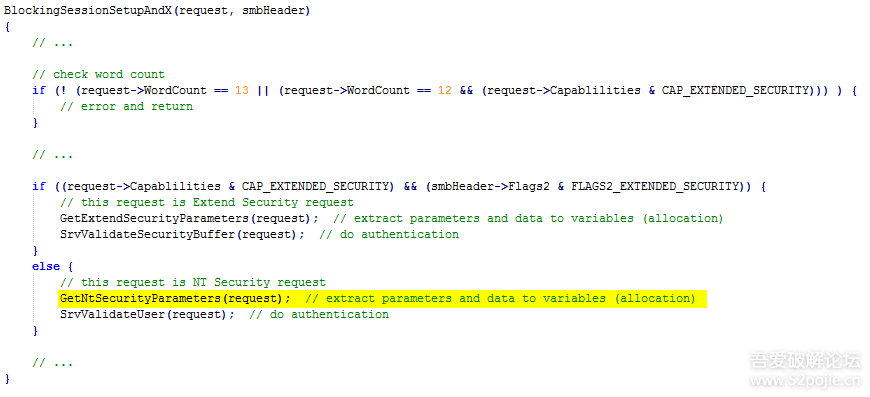 BlockingSessionSetupAndX(request, smbHeader)
{
// ...
// check word count
if (! (request->WordCount == 13 || (request->WordCount == 12 && (request->Capablilities & CAP_EXTENDED_SECURITY))) ) {
// error and return
}
// ...
if ((request->Capablilities & CAP_EXTENDED_SECURITY) && (smbHeader->Flags2 & FLAGS2_EXTENDED_SECURITY)) {
// this request is Extend Security request
GetExtendSecurityParameters(request);  // extract parameters and data to variables (allocation)
SrvValidateSecurityBuffer(request);  // do authentication
}
else {
// this request is NT Security request
GetNtSecurityParameters(request);  // extract parameters and data to variables (allocation)
SrvValidateUser(request);  // do authentication
}
// ...
}
吾爱破解论坛
www.52pojie.cn